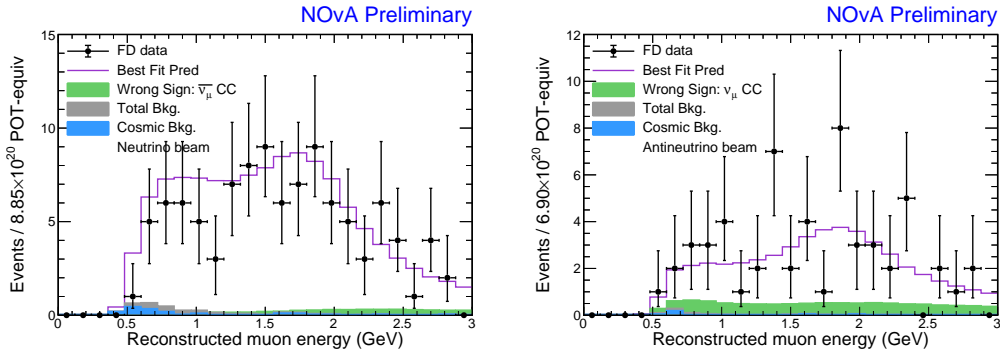 NOvA Preliminary
15
10
5
0
Events / 8.85×10²⁰ POT-equiv
FD data
Best Fit Pred
Wrong Sign: ν̅_μ CC
Total Bkg.
Cosmic Bkg.
Neutrino beam
0 0.5 1 1.5 2 2.5 3
Reconstructed muon energy (GeV)
NOvA Preliminary
12
10
8
6
4
2
0
Events / 6.90×10²⁰ POT-equiv
FD data
Best Fit Pred
Wrong Sign: ν_μ CC
Total Bkg.
Cosmic Bkg.
Antineutrino beam
0 0.5 1 1.5 2 2.5 3
Reconstructed muon energy (GeV)